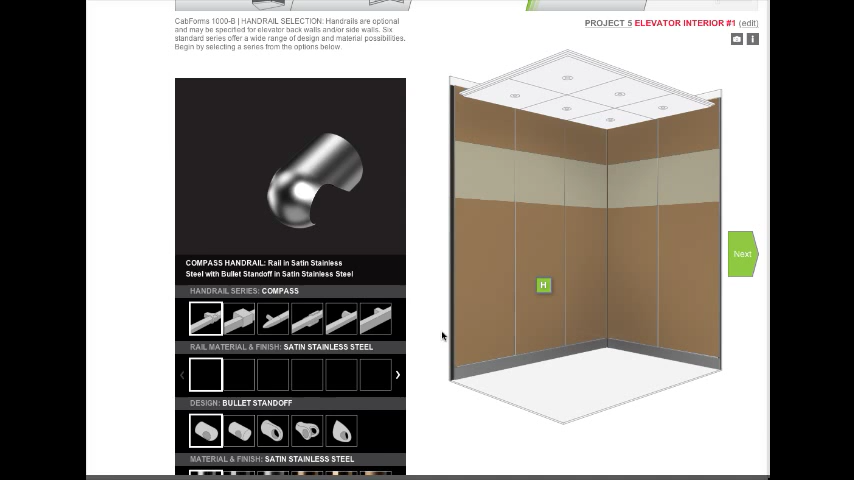 CabForms 1000-B | HANDRAIL SELECTION: Handrails are optional
and may be specified for elevator back walls and/or side walls. Six
standard series offer a wide range of design and material possibilities.
Begin by selecting a series from the options below.
PROJECT 5 ELEVATOR INTERIOR #1 (edit)
COMPASS HANDRAIL: Rail in Satin Stainless
Steel with Bullet Standoff in Satin Stainless Steel
HANDRAIL SERIES: COMPASS
RAIL MATERIAL & FINISH: SATIN STAINLESS STEEL
DESIGN: BULLET STANDOFF
MATERIAL & FINISH: SATIN STAINLESS STEEL
H
Next